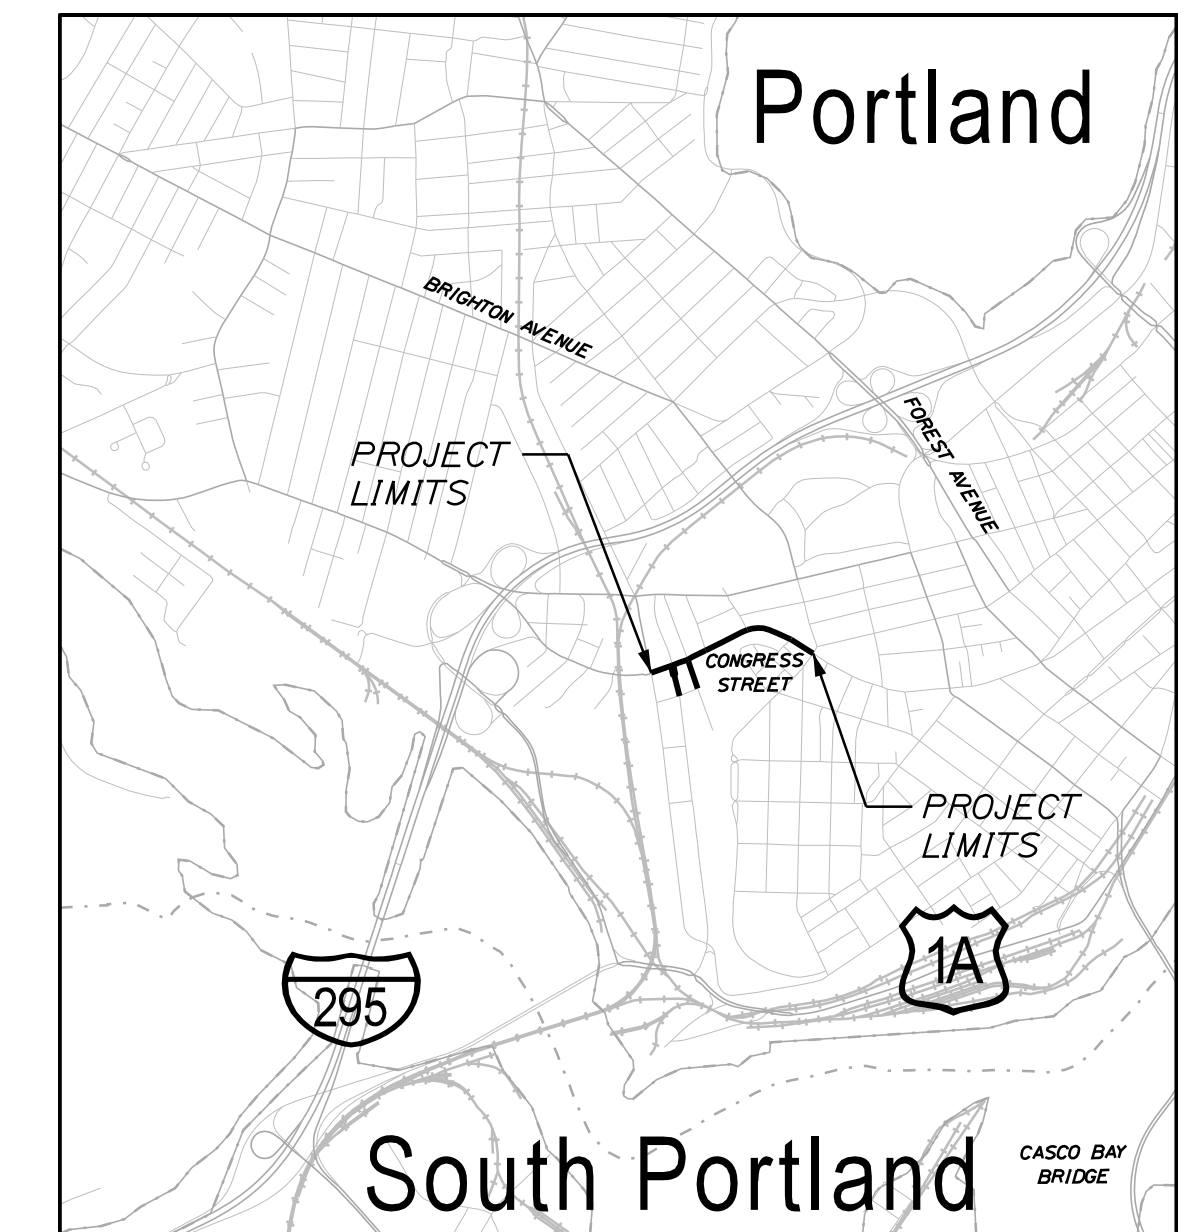 Portland
BRIGHTON AVENUE
FOREST AVENUE
PROJECT
LIMITS
CONGRESS
STREET
PROJECT
LIMITS
1A
295
South Portland
CASCO BAY
BRIDGE